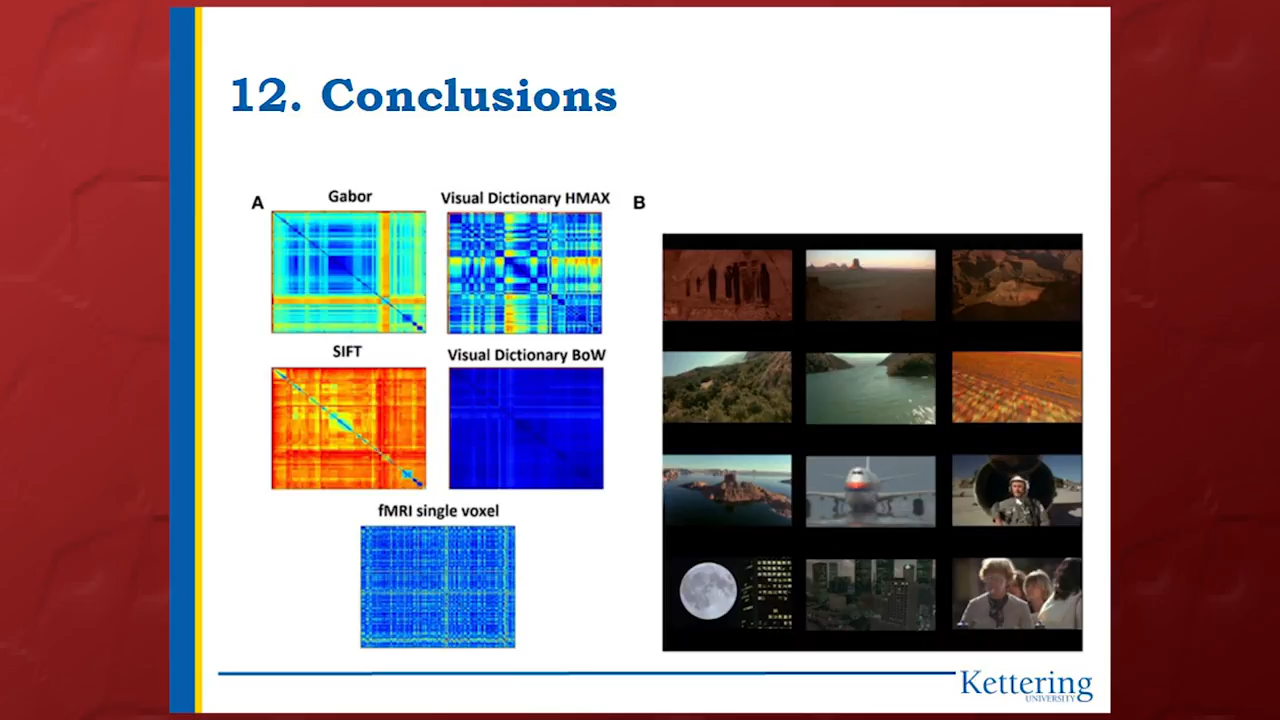 12. Conclusions
A
Gabor
Visual Dictionary HMAX
B
SIFT
Visual Dictionary BoW
fMRI single voxel
Kettering
UNIVERSITY